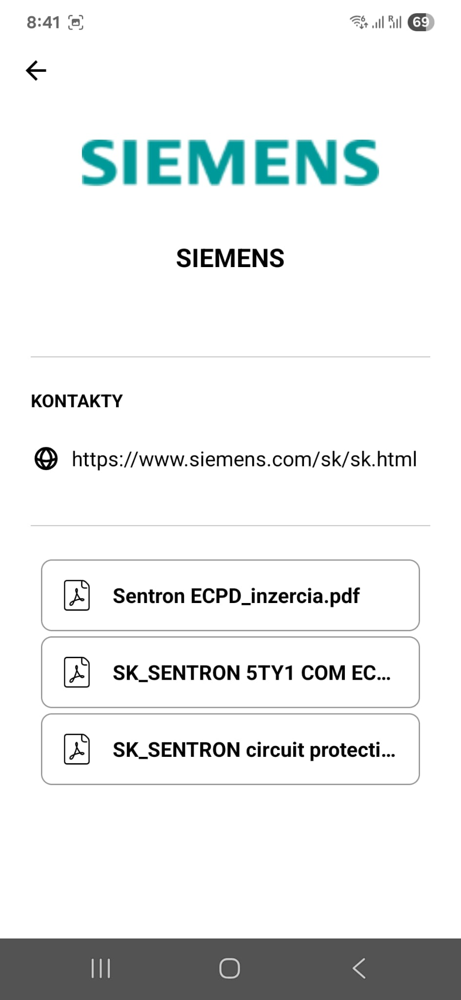 8:41
6
R
69
SIEMENS
SIEMENS
KONTAKTY
https://www.siemens.com/sk/sk.html
Sentron ECPD_inzercia.pdf
SK_SENTRON 5TY1 COM EC...
SK_SENTRON circuit protecti...